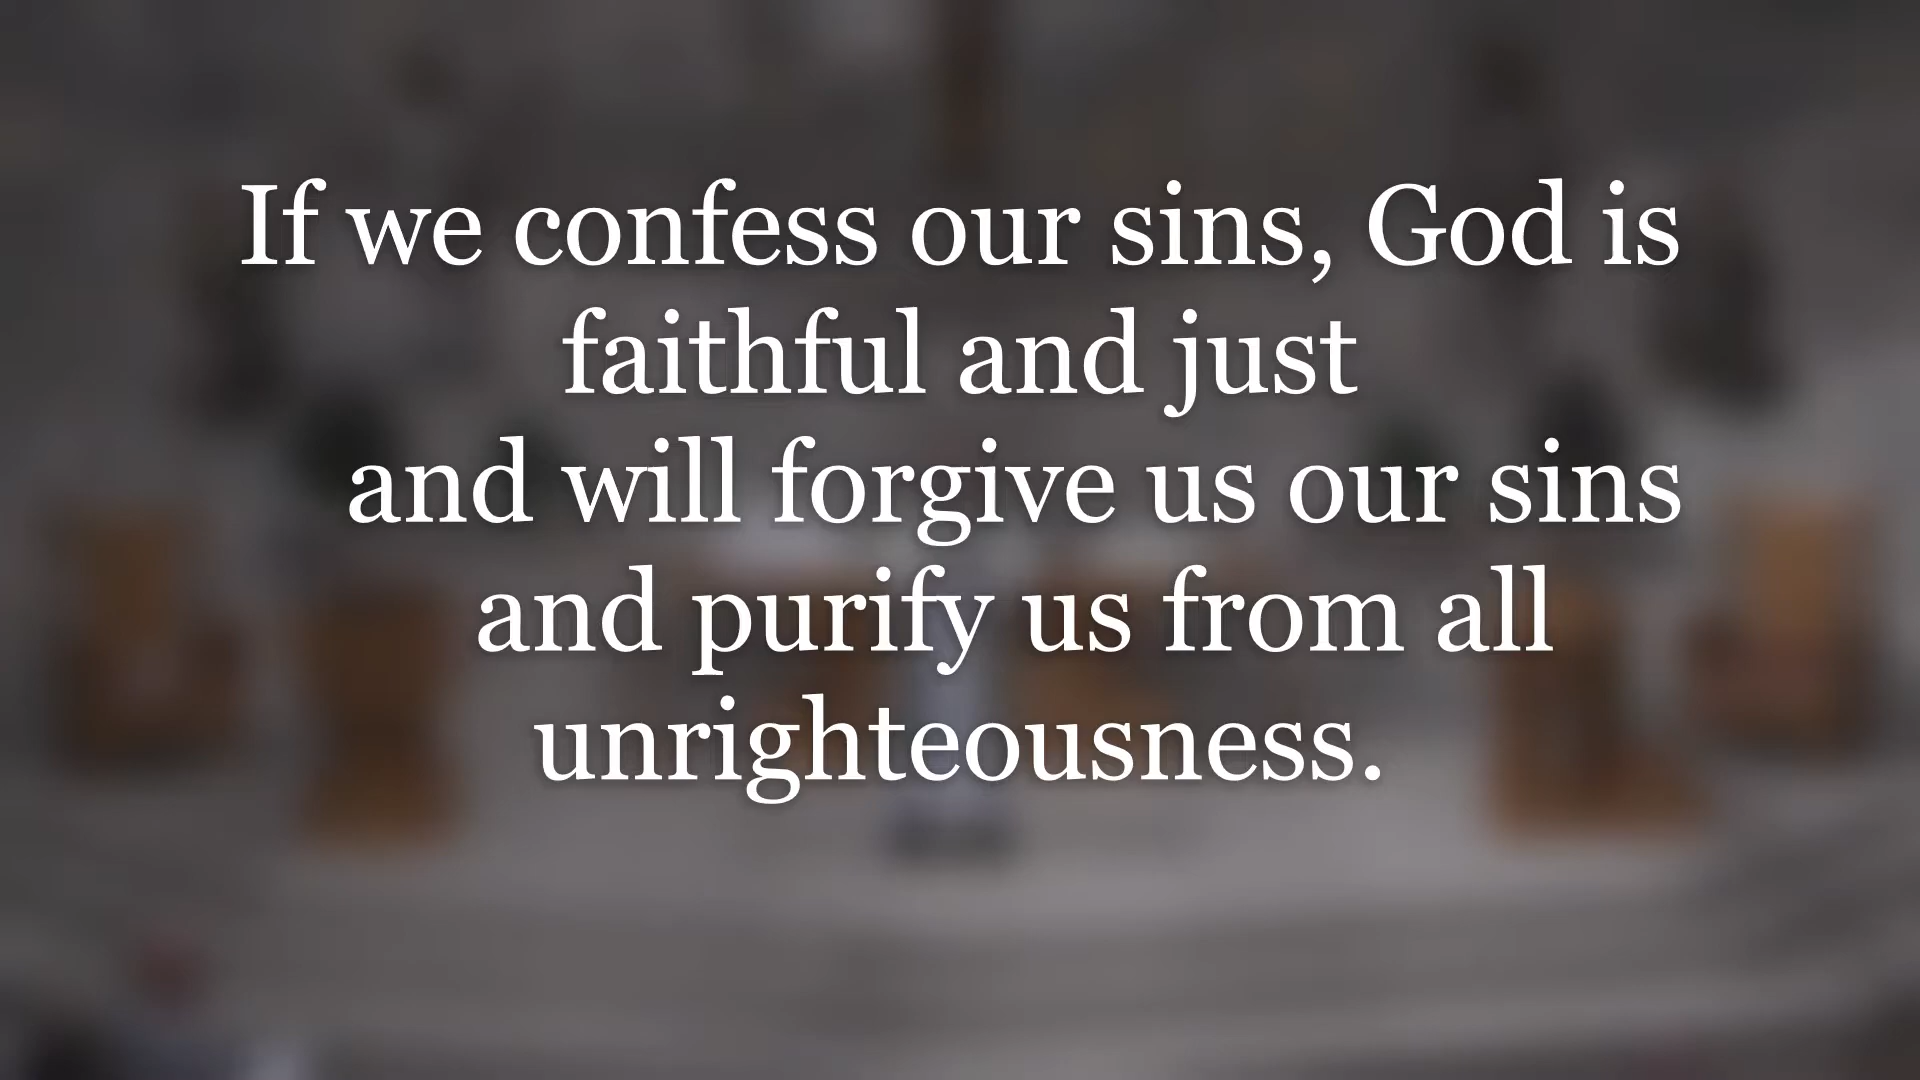 If we confess our sins, God is
faithful and just
and will forgive us our sins
and purify us from all
unrighteousness.